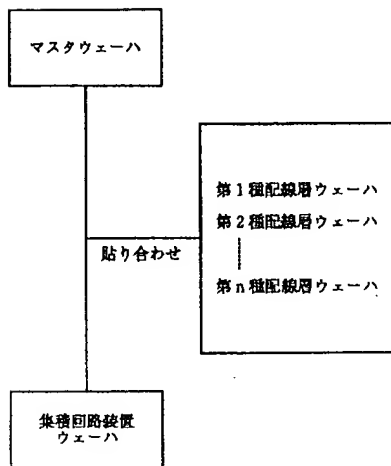 マスタウェーハ
第1種配線層ウェーハ
第2種配線層ウェーハ
第n種配線層ウェーハ
貼り合わせ
集積回路装置
ウェーハ